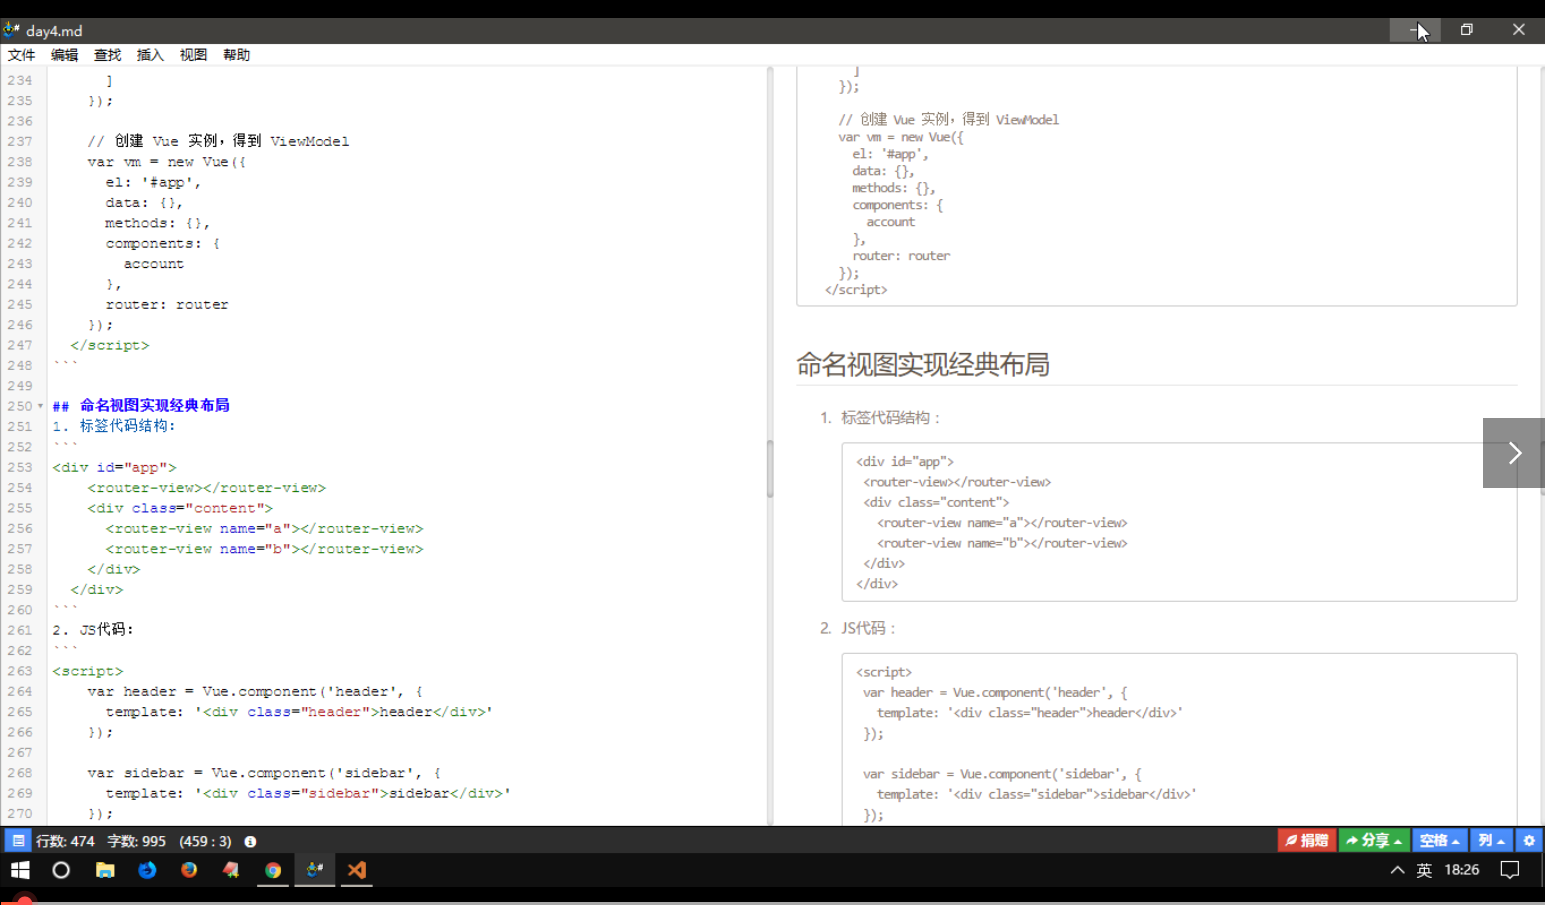 day4.md
文件 编辑 查找 插入 视图 帮助
234 ]
235 });
236
237 // 创建 Vue 实例，得到 ViewModel
238 var vm = new Vue({
239 el: '#app',
240 data: {},
241 methods: {},
242 components: {
243 account
244 },
245 router: router
246 });
247 </script>
248 ```
249
250 ## 命名视图实现经典布局
251 1. 标签代码结构：
252 ```
253 <div id="app">
254 <router-view></router-view>
255 <div class="content">
256 <router-view name="a"></router-view>
257 <router-view name="b"></router-view>
258 </div>
259 </div>
260 ```
261 2. JS代码：
262 ```
263 <script>
264 var header = Vue.component('header', {
265 template: '<div class="header">header</div>'
266 });
267
268 var sidebar = Vue.component('sidebar', {
269 template: '<div class="sidebar">sidebar</div>'
270 });
]
});
// 创建 Vue 实例，得到 ViewModel
var vm = new Vue({
el: '#app',
data: {},
methods: {},
components: {
account
},
router: router
});
</script>
命名视图实现经典布局
1. 标签代码结构：
<div id="app">
<router-view></router-view>
<div class="content">
<router-view name="a"></router-view>
<router-view name="b"></router-view>
</div>
</div>
2. JS代码：
<script>
var header = Vue.component('header', {
template: '<div class="header">header</div>'
});
var sidebar = Vue.component('sidebar', {
template: '<div class="sidebar">sidebar</div>'
});
行数: 474 字数: 995 (459 : 3) 捐赠 分享 空格 列
英 18:26